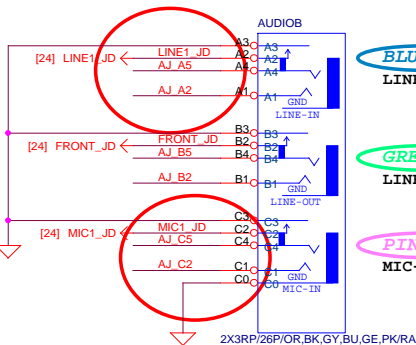 AUDIOB
A3 A3
[24] LINE1_JD LINE1_JD A2 A2
AJ_A5 A4 A4
AJ_A2 A1 A1
GND
LINE-IN
BLU
LINE
B3 B3
[24] FRONT_JD FRONT_JD B2 B2
AJ_B5 B4 B4
AJ_B2 B1 B1
GND
LINE-OUT
GRE
LINE
C3 C3
[24] MIC1_JD MIC1_JD C2 C2
AJ_C5 C4 C4
AJ_C2 C1 C1
GND
C0 C0
MIC-IN
PIN
MIC-
2X3RP/26P/OR,BK,GY,BU,GE,PK/RA